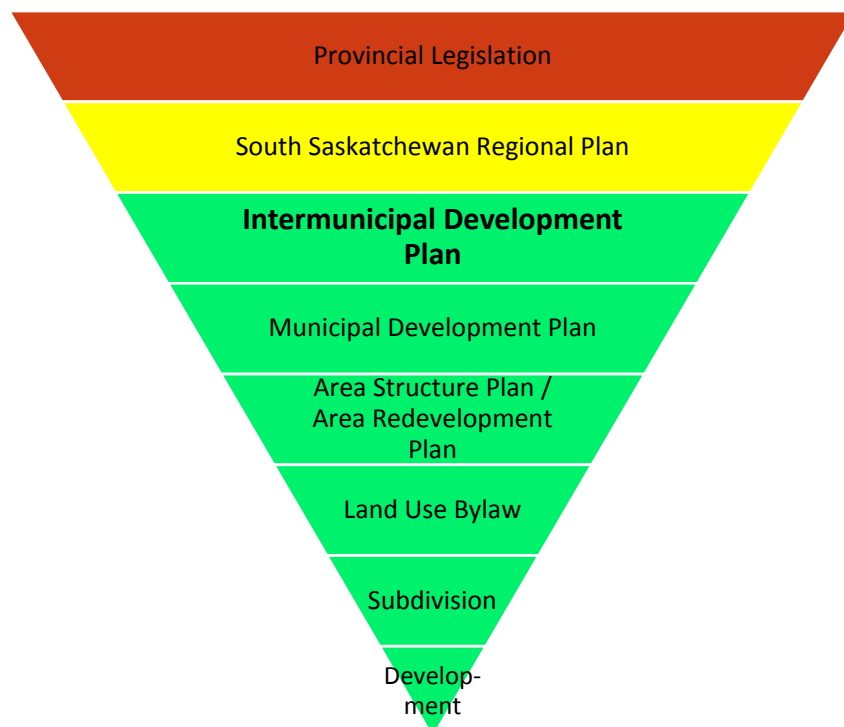 Provincial Legislation
South Saskatchewan Regional Plan
Intermunicipal Development
Plan
Municipal Development Plan
Area Structure Plan /
Area Redevelopment
Plan
Land Use Bylaw
Subdivision
Develop-
ment